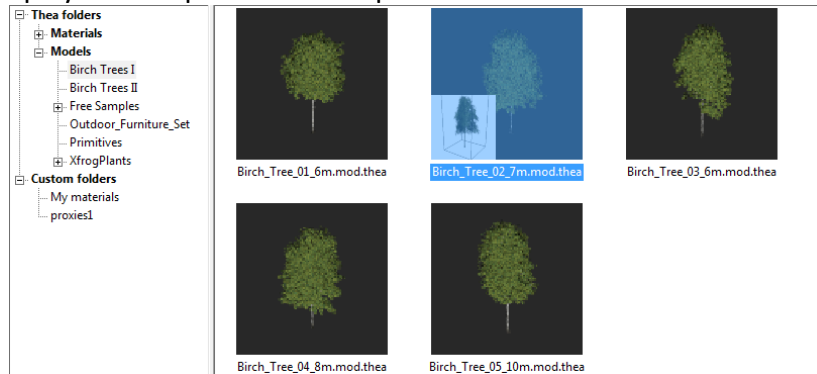 Thea folders
Materials
Models
Birch Trees I
Birch Trees II
Free Samples
Outdoor_Furniture_Set
Primitives
XfrogPlants
Custom folders
My materials
proxies1
Birch_Tree_01_6m.mod.thea
Birch_Tree_02_7m.mod.thea
Birch_Tree_03_6m.mod.thea
Birch_Tree_04_8m.mod.thea
Birch_Tree_05_10m.mod.thea